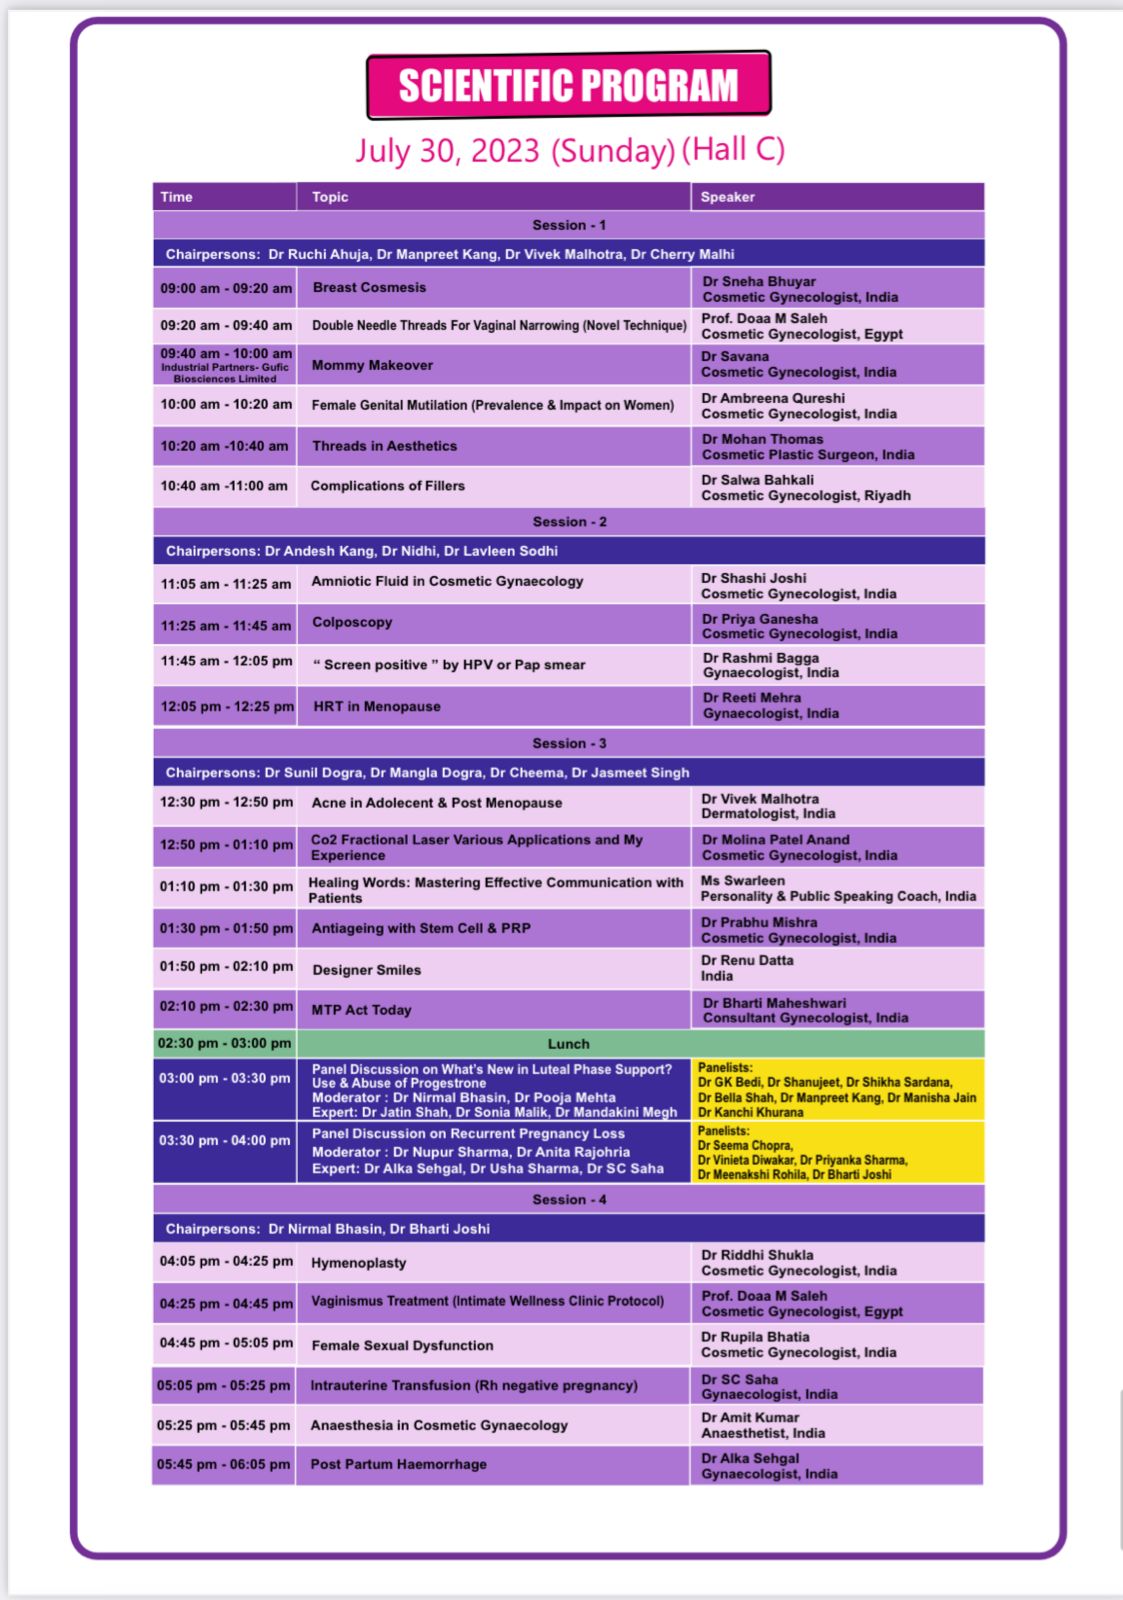 SCIENTIFIC PROGRAM
July 30, 2023 (Sunday) (Hall C)
Time Topic Speaker
Session - 1
Chairpersons: Dr Ruchi Ahuja, Dr Manpreet Kang, Dr Vivek Malhotra, Dr Cherry Malhi
09:00 am - 09:20 am Breast Cosmesis Dr Sneha Bhuyar
Cosmetic Gynecologist, India
09:20 am - 09:40 am Double Needle Threads For Vaginal Narrowing (Novel Technique) Prof. Doaa M Saleh
Cosmetic Gynecologist, Egypt
09:40 am - 10:00 am
Industrial Partners- Gufic
Biosciences Limited
Mommy Makeover
Dr Savana
Cosmetic Gynecologist, India
10:00 am - 10:20 am Female Genital Mutilation (Prevalence & Impact on Women) Dr Ambreena Qureshi
Cosmetic Gynecologist, India
10:20 am -10:40 am Threads in Aesthetics Dr Mohan Thomas
Cosmetic Plastic Surgeon, India
10:40 am -11:00 am Complications of Fillers Dr Salwa Bahkali
Cosmetic Gynecologist, Riyadh
Session - 2
Chairpersons: Dr Andesh Kang, Dr Nidhi, Dr Lavleen Sodhi
11:05 am - 11:25 am Amniotic Fluid in Cosmetic Gynaecology Dr Shashi Joshi
Cosmetic Gynecologist, India
11:25 am - 11:45 am Colposcopy Dr Priya Ganesha
Cosmetic Gynecologist, India
11:45 am - 12:05 pm “ Screen positive ” by HPV or Pap smear Dr Rashmi Bagga
Gynaecologist, India
12:05 pm - 12:25 pm HRT in Menopause Dr Reeti Mehra
Gynaecologist, India
Session - 3
Chairpersons: Dr Sunil Dogra, Dr Mangla Dogra, Dr Cheema, Dr Jasmeet Singh
12:30 pm - 12:50 pm Acne in Adolecent & Post Menopause Dr Vivek Malhotra
Dermatologist, India
12:50 pm - 01:10 pm Co2 Fractional Laser Various Applications and My
Experience
Dr Molina Patel Anand
Cosmetic Gynecologist, India
01:10 pm - 01:30 pm Healing Words: Mastering Effective Communication with
Patients
Ms Swarleen
Personality & Public Speaking Coach, India
01:30 pm - 01:50 pm Antiageing with Stem Cell & PRP Dr Prabhu Mishra
Cosmetic Gynecologist, India
01:50 pm - 02:10 pm Designer Smiles Dr Renu Datta
India
02:10 pm - 02:30 pm MTP Act Today Dr Bharti Maheshwari
Consultant Gynecologist, India
02:30 pm - 03:00 pm Lunch
03:00 pm - 03:30 pm Panel Discussion on What's New in Luteal Phase Support?
Use & Abuse of Progestrone
Moderator : Dr Nirmal Bhasin, Dr Pooja Mehta
Expert: Dr Jatin Shah, Dr Sonia Malik, Dr Mandakini Megh
Panelists:
Dr GK Bedi, Dr Shanujeet, Dr Shikha Sardana,
Dr Bella Shah, Dr Manpreet Kang, Dr Manisha Jain
Dr Kanchi Khurana
03:30 pm - 04:00 pm Panel Discussion on Recurrent Pregnancy Loss
Moderator : Dr Nupur Sharma, Dr Anita Rajohria
Expert: Dr Alka Sehgal, Dr Usha Sharma, Dr SC Saha
Panelists:
Dr Seema Chopra,
Dr Vinieta Diwakar, Dr Priyanka Sharma,
Dr Meenakshi Rohila, Dr Bharti Joshi
Session - 4
Chairpersons: Dr Nirmal Bhasin, Dr Bharti Joshi
04:05 pm - 04:25 pm Hymenoplasty Dr Riddhi Shukla
Cosmetic Gynecologist, India
04:25 pm - 04:45 pm Vaginismus Treatment (Intimate Wellness Clinic Protocol) Prof. Doaa M Saleh
Cosmetic Gynecologist, Egypt
04:45 pm - 05:05 pm Female Sexual Dysfunction Dr Rupila Bhatia
Cosmetic Gynecologist, India
05:05 pm - 05:25 pm Intrauterine Transfusion (Rh negative pregnancy) Dr SC Saha
Gynaecologist, India
05:25 pm - 05:45 pm Anaesthesia in Cosmetic Gynaecology Dr Amit Kumar
Anaesthetist, India
05:45 pm - 06:05 pm Post Partum Haemorrhage Dr Alka Sehgal
Gynaecologist, India